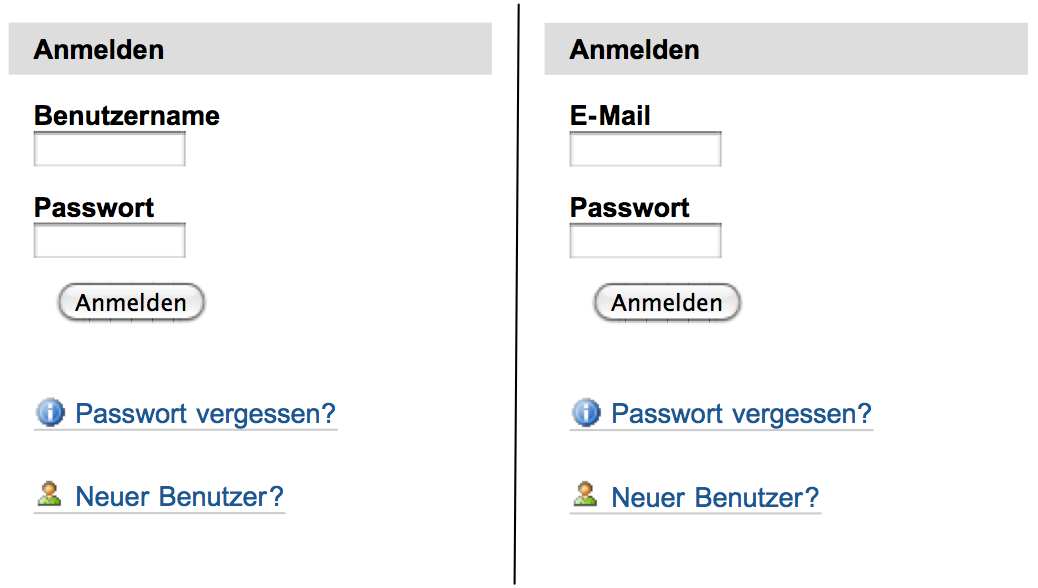 Anmelden
Benutzername
Passwort
Anmelden
Passwort vergessen?
Neuer Benutzer?
Anmelden
E-Mail
Passwort
Anmelden
Passwort vergessen?
Neuer Benutzer?